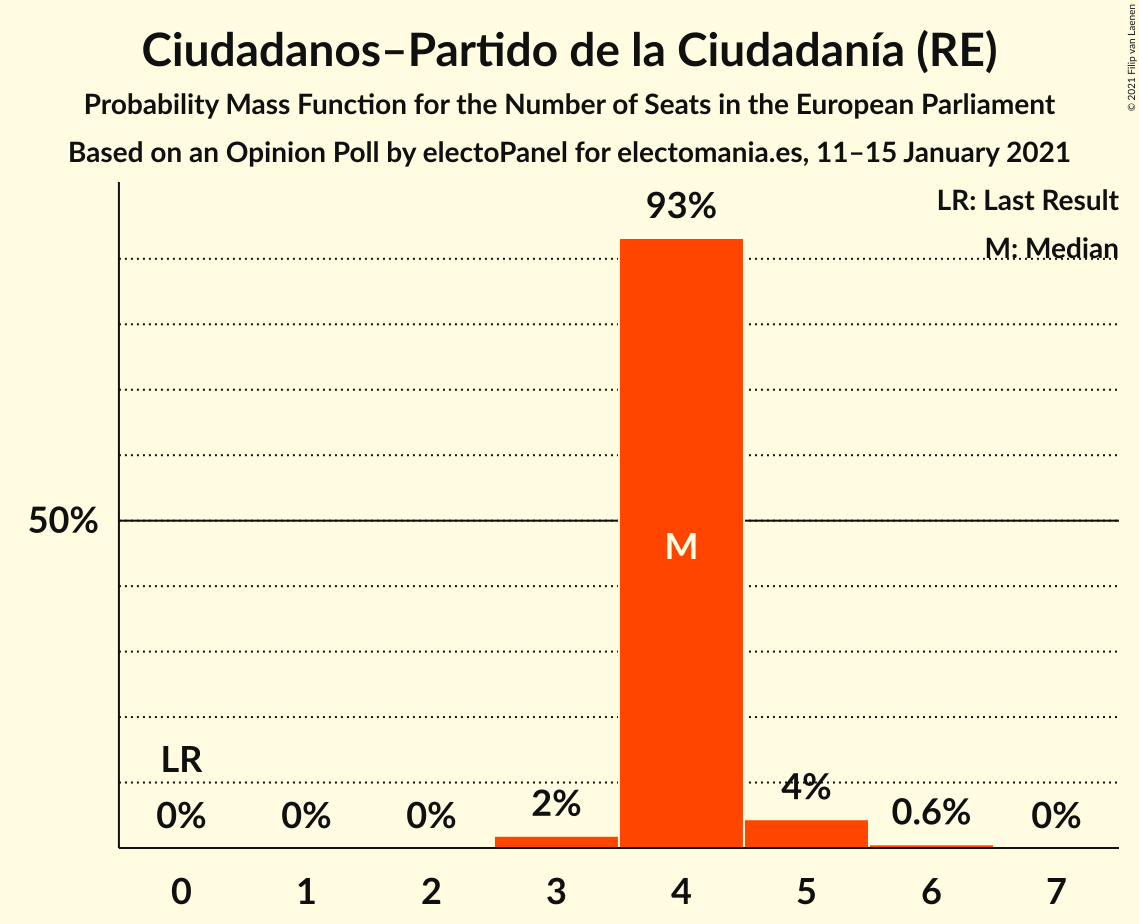 Ciudadanos–Partido de la Ciudadanía (RE)
Probability Mass Function for the Number of Seats in the European Parliament
Based on an Opinion Poll by electoPanel for electomania.es, 11–15 January 2021
© 2021 Filip van Laenen
LR: Last Result
M: Median
93%
50%
M
LR
0%
0%
0%
2%
4%
0.6%
0%
0
1
2
3
4
5
6
7